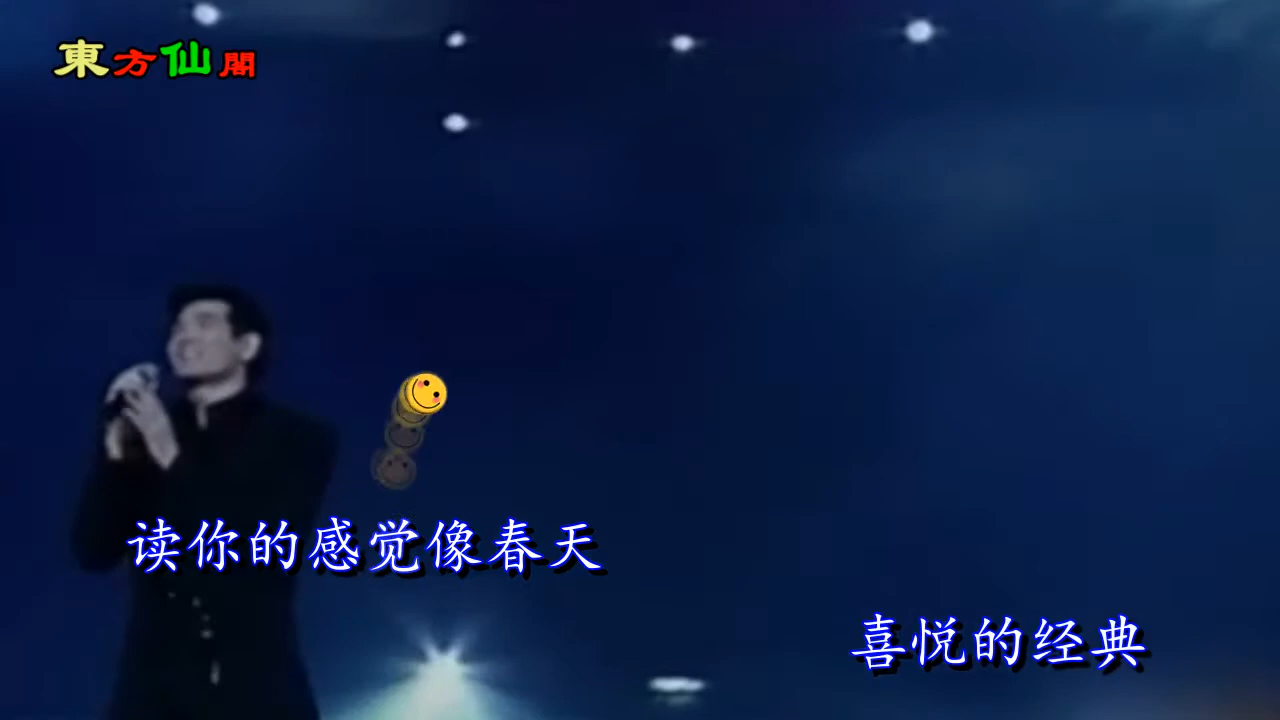 東方仙閣
读你的感觉像春天
喜悦的经典